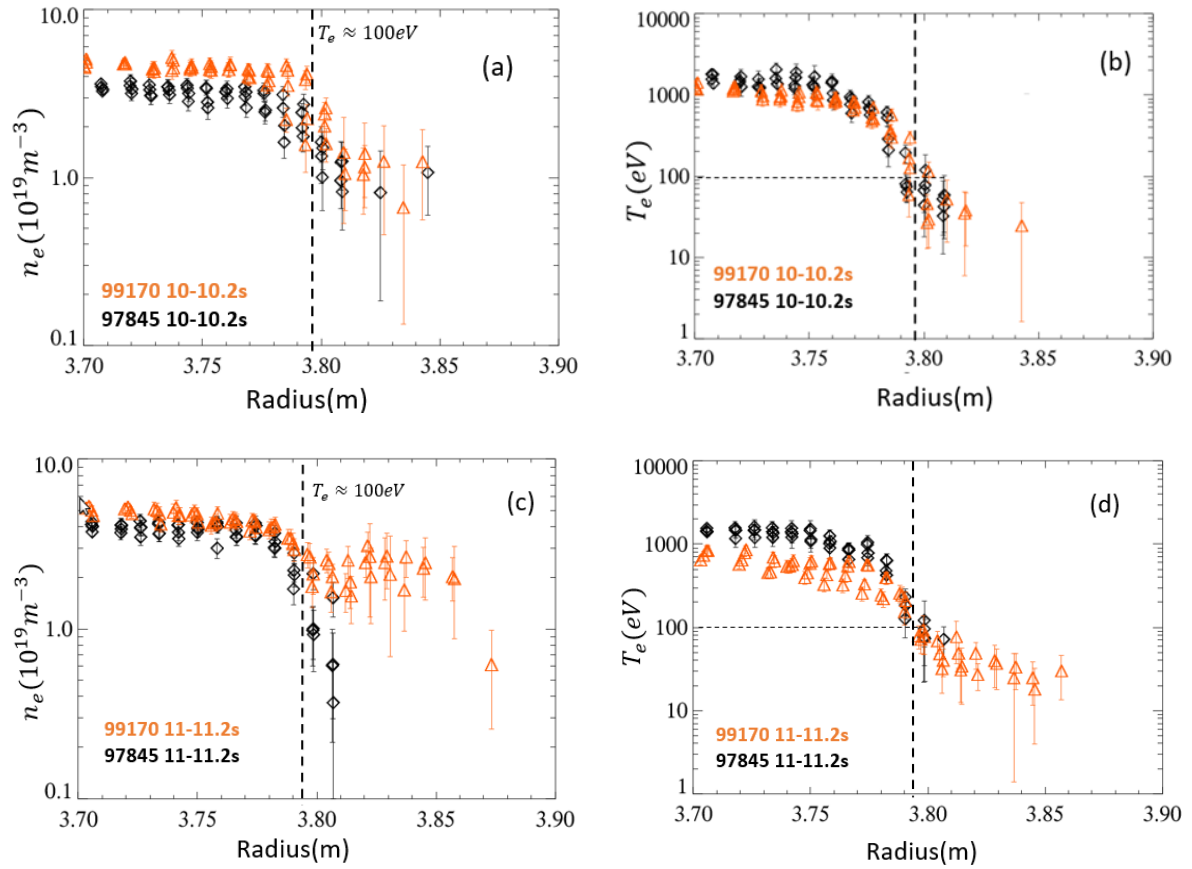 10.0
T_e ≈ 100eV
(a)
n_e(10^{19}m^{-3})
1.0
99170 10-10.2s
97845 10-10.2s
0.1
3.70 3.75 3.80 3.85 3.90
Radius(m)
10000
(b)
1000
T_e(eV)
100
10
99170 10-10.2s
97845 10-10.2s
1
3.70 3.75 3.80 3.85 3.90
Radius(m)
10.0
T_e ≈ 100eV
(c)
n_e(10^{19}m^{-3})
1.0
99170 11-11.2s
97845 11-11.2s
0.1
3.70 3.75 3.80 3.85 3.90
Radius(m)
10000
(d)
1000
T_e(eV)
100
10
99170 11-11.2s
97845 11-11.2s
1
3.70 3.75 3.80 3.85 3.90
Radius(m)